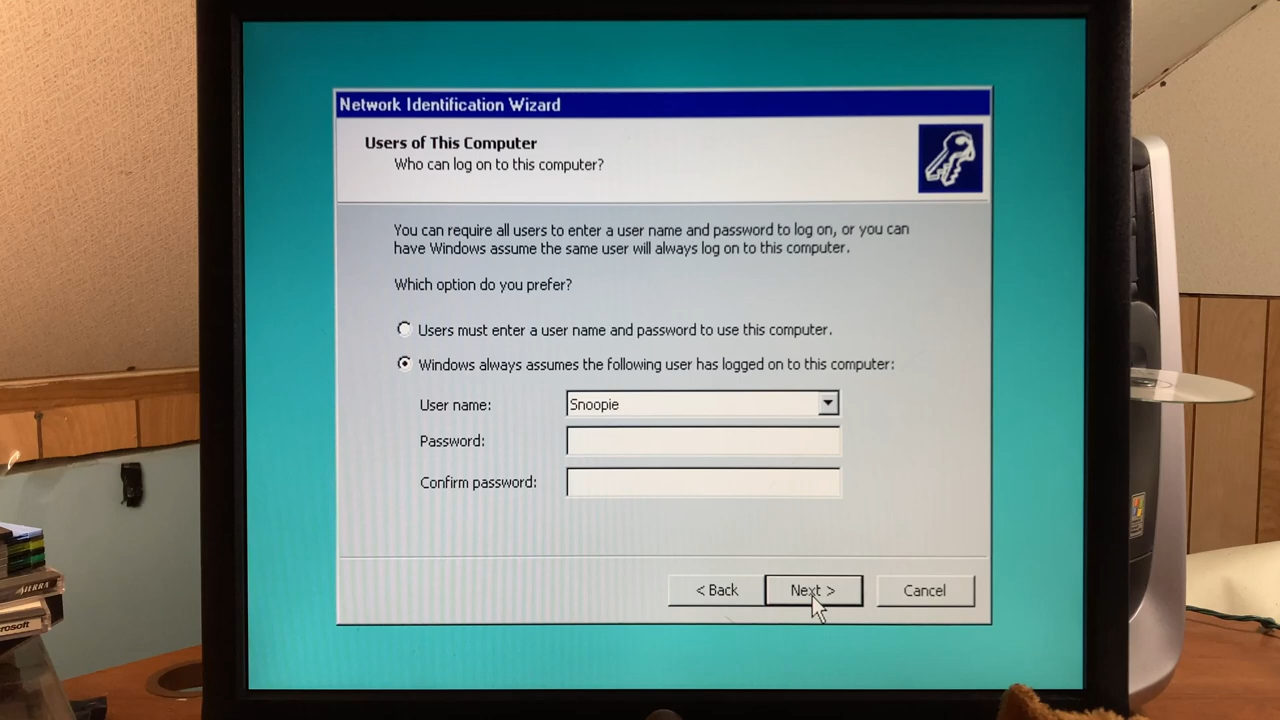 Network Identification Wizard
Users of This Computer
Who can log on to this computer?
You can require all users to enter a user name and password to log on, or you can
have Windows assume the same user will always log on to this computer.
Which option do you prefer?
Users must enter a user name and password to use this computer.
Windows always assumes the following user has logged on to this computer:
User name: Snoopie
Password:
Confirm password:
< Back Next > Cancel
SIERRA
rosoft